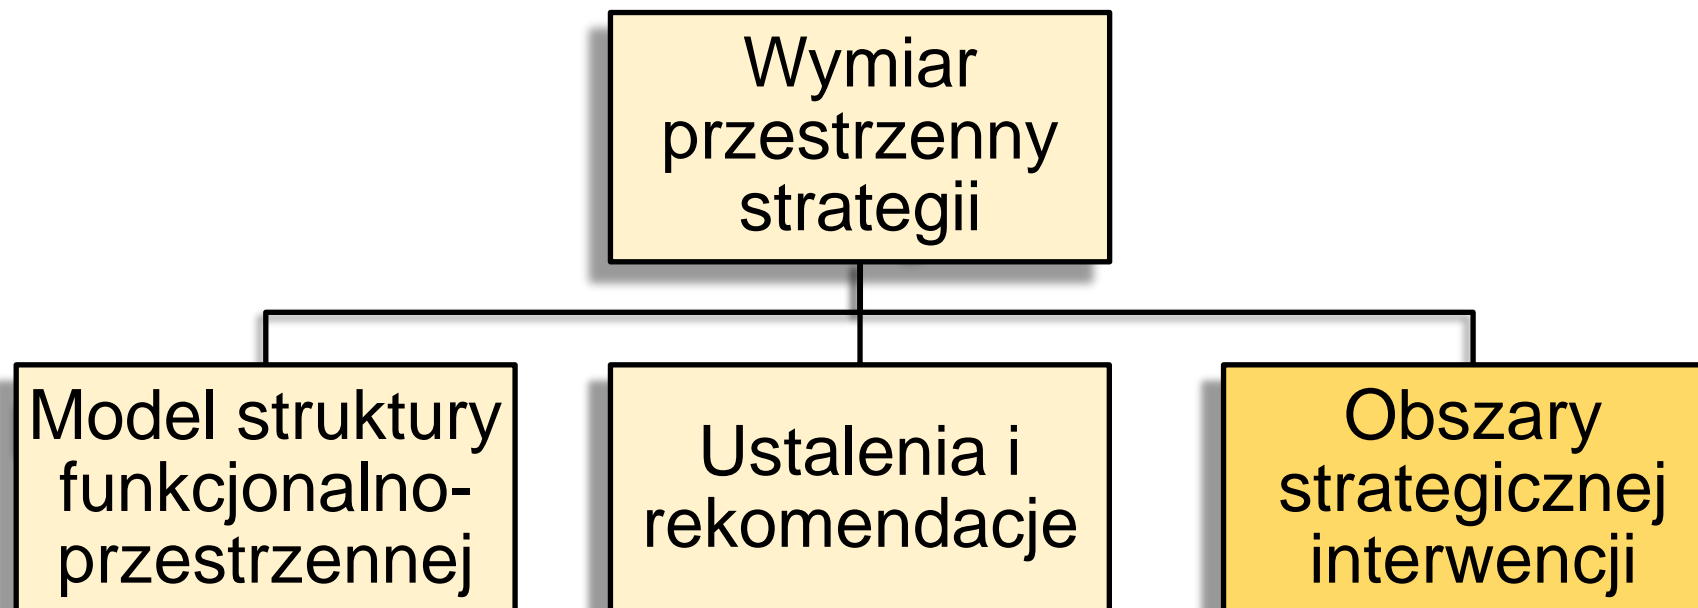 Wymiar
przestrzenny
strategii
Model struktury
funkcjonalno-
przestrzennej
Ustalenia i
rekomendacje
Obszary
strategicznej
interwencji